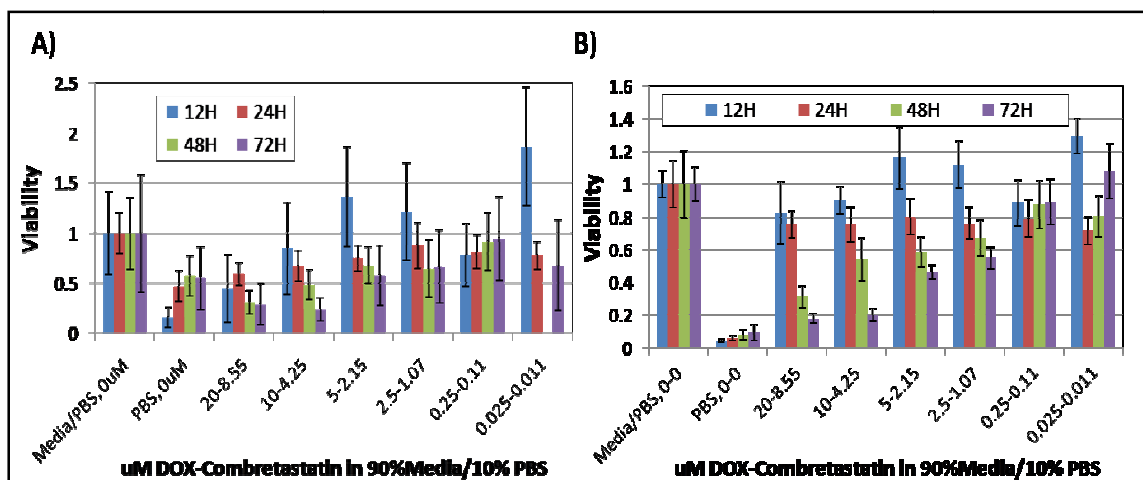 A)
2.5
2
1.5
1
0.5
0
Viability
12H 24H
48H 72H
Media/PBS, 0uM
PBS, 0uM
20-8.55
10-4.25
5-2.15
2.5-1.07
0.25-0.11
0.025-0.011
uM DOX-Combretastatin in 90%Media/10% PBS
B)
1.6
1.4
1.2
1
0.8
0.6
0.4
0.2
0
Viability
12H 24H 48H 72H
Media/PBS, 0-0
PBS, 0-0
20-8.55
10-4.25
5-2.15
2.5-1.07
0.25-0.11
0.025-0.011
uM DOX-Combretastatin in 90%Media/10% PBS